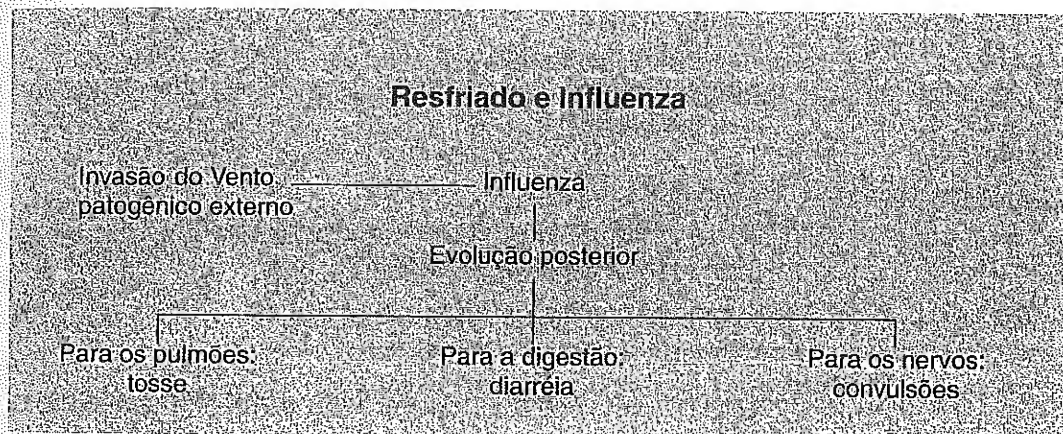 Resfriado e Influenza
Invasão do Vento
patogênico externo
Influenza
Evolução posterior
Para os pulmões:
tosse
Para a digestão:
diarréia
Para os nervos:
convulsões